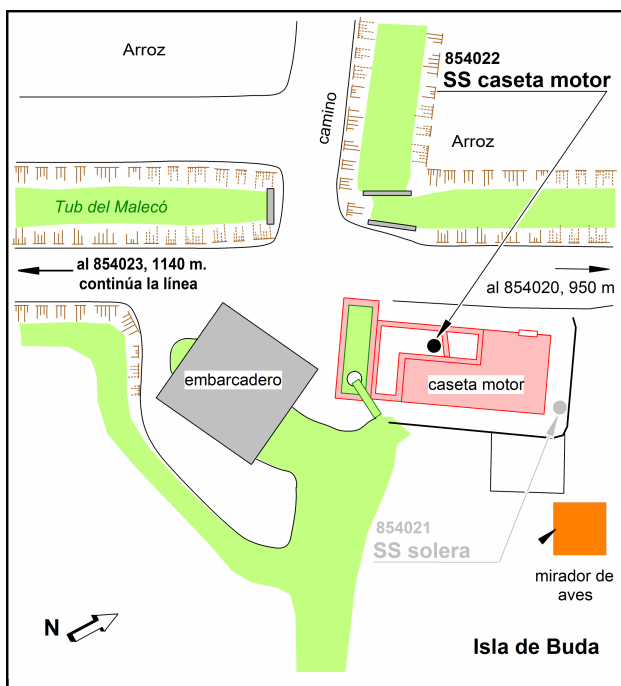 Arroz
854022
SS caseta motor
camino
Arroz
Tub del Malecó
al 854023, 1140 m.
continúa la línea
al 854020, 950 m
embarcadero
caseta motor
854021
SS solera
mirador de
aves
N
Isla de Buda